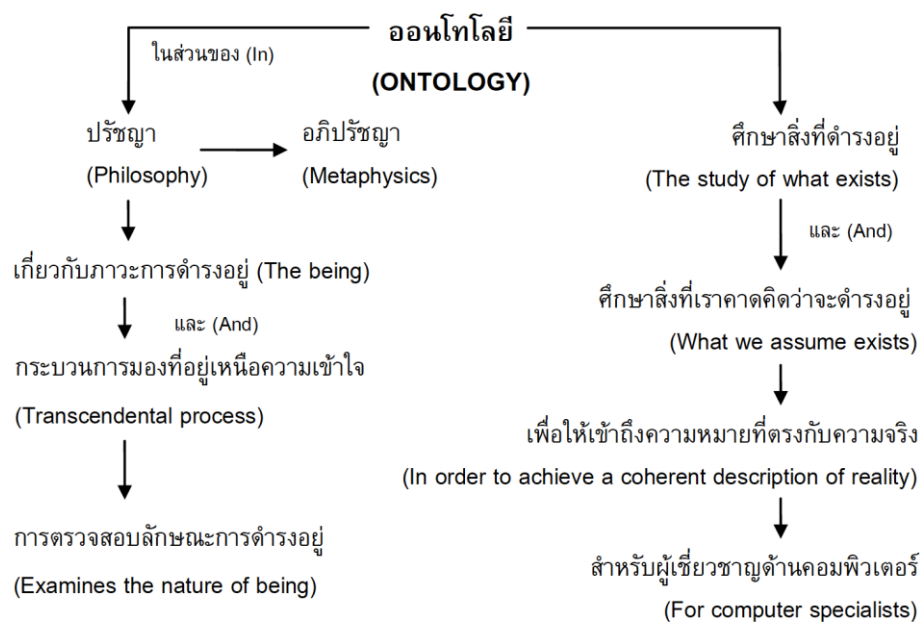 ออนโทโลยี
(ONTOLOGY)
ในส่วนของ (In)
ปรัชญา
(Philosophy)
อภิปรัชญา
(Metaphysics)
เกี่ยวกับภาวะการดำรงอยู่ (The being)
และ (And)
กระบวนการมองที่อยู่เหนือความเข้าใจ
(Transcendental process)
การตรวจสอบลักษณะการดำรงอยู่
(Examines the nature of being)
ศึกษาสิ่งที่ดำรงอยู่
(The study of what exists)
และ (And)
ศึกษาสิ่งที่เราคาดคิดว่าจะดำรงอยู่
(What we assume exists)
เพื่อให้เข้าถึงความหมายที่ตรงกับความจริง
(In order to achieve a coherent description of reality)
สำหรับผู้เชี่ยวชาญด้านคอมพิวเตอร์
(For computer specialists)